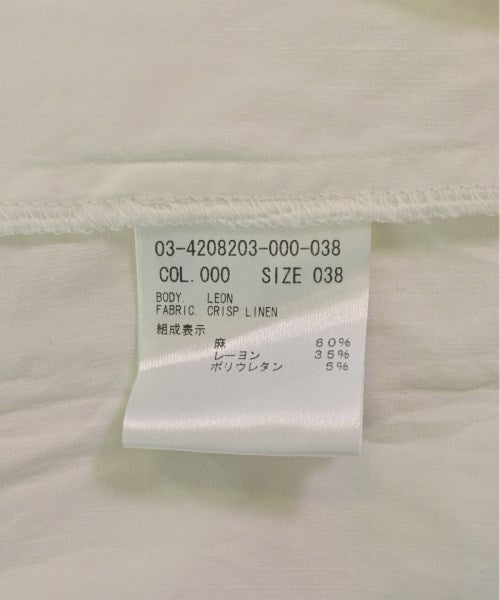 03-4208203-000-038
COL.000 SIZE 038
BODY. LEON
FABRIC. CRISP LINEN
組成表示
麻 60%
レーヨン 35%
ポリウレタン 5%